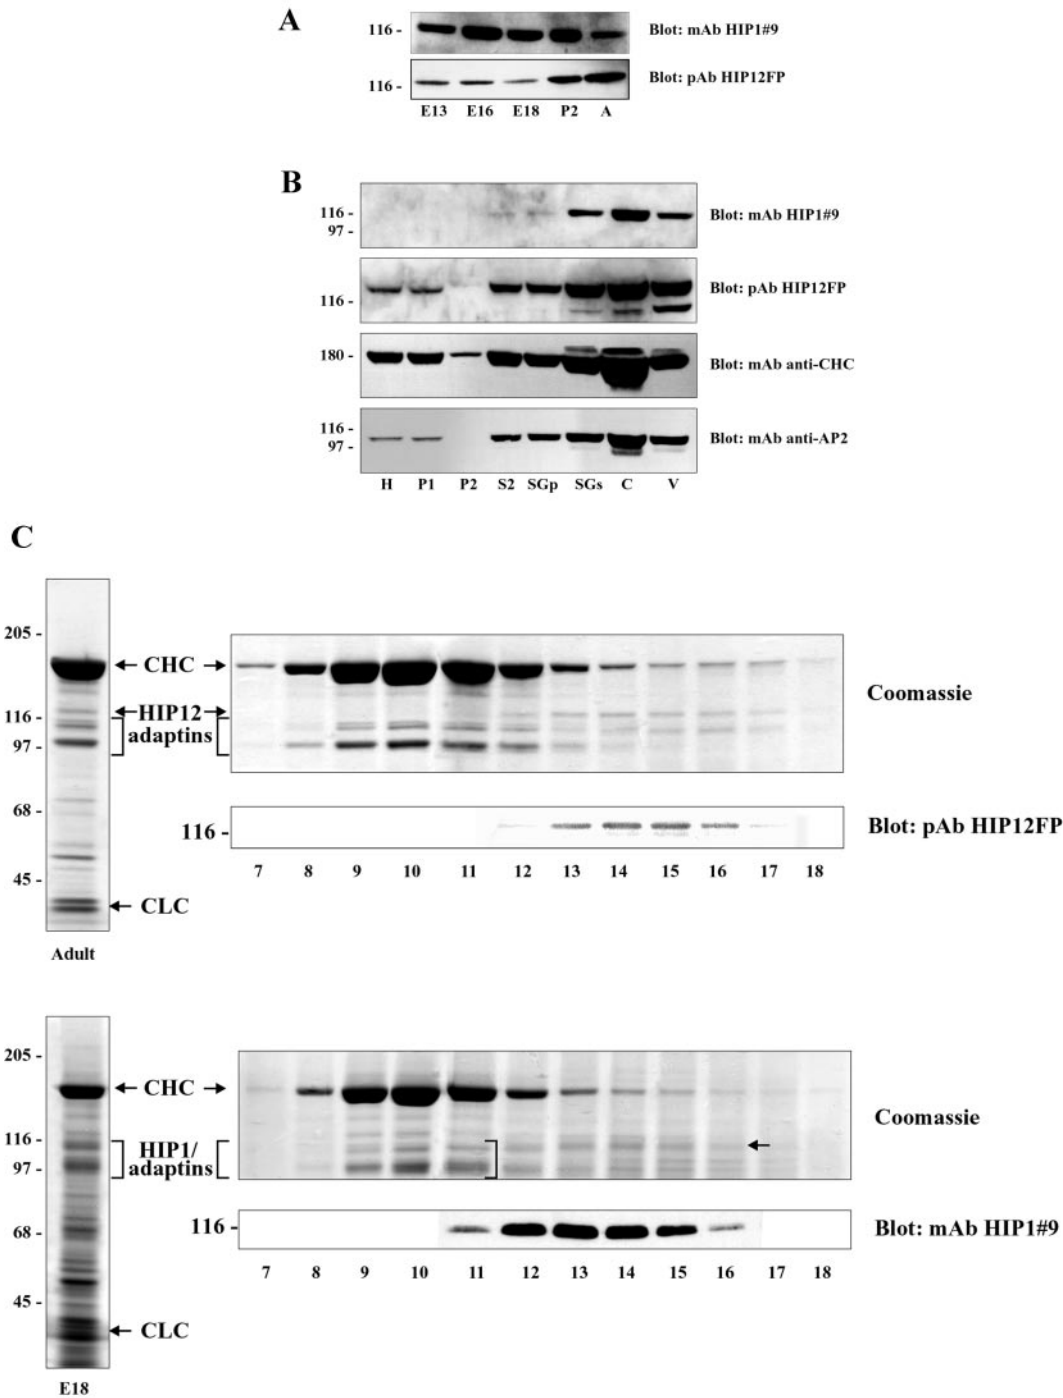 A
116 -
Blot: mAb HIP1#9
116 -
Blot: pAb HIP12FP
E13 E16 E18 P2 A
B
116 -
97 -
Blot: mAb HIP1#9
116 -
Blot: pAb HIP12FP
180 -
Blot: mAb anti-CHC
116 -
97 -
Blot: mAb anti-AP2
H P1 P2 S2 SGp SGs C V
C
205 -
116 -
97 -
68 -
45 -
← CHC →
←HIP12→
adaptins
← CLC
Adult
Coomassie
116 -
Blot: pAb HIP12FP
7 8 9 10 11 12 13 14 15 16 17 18
205 -
116 -
97 -
68 -
45 -
← CHC →
HIP1/
adaptins
← CLC
E18
Coomassie
116 -
Blot: mAb HIP1#9
7 8 9 10 11 12 13 14 15 16 17 18